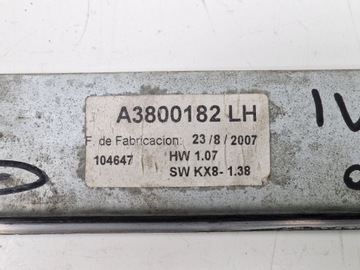 A3800182 LH
F. de Fabricacion: 23/8/2007
104647 HW 1.07
SW KX8-1.38